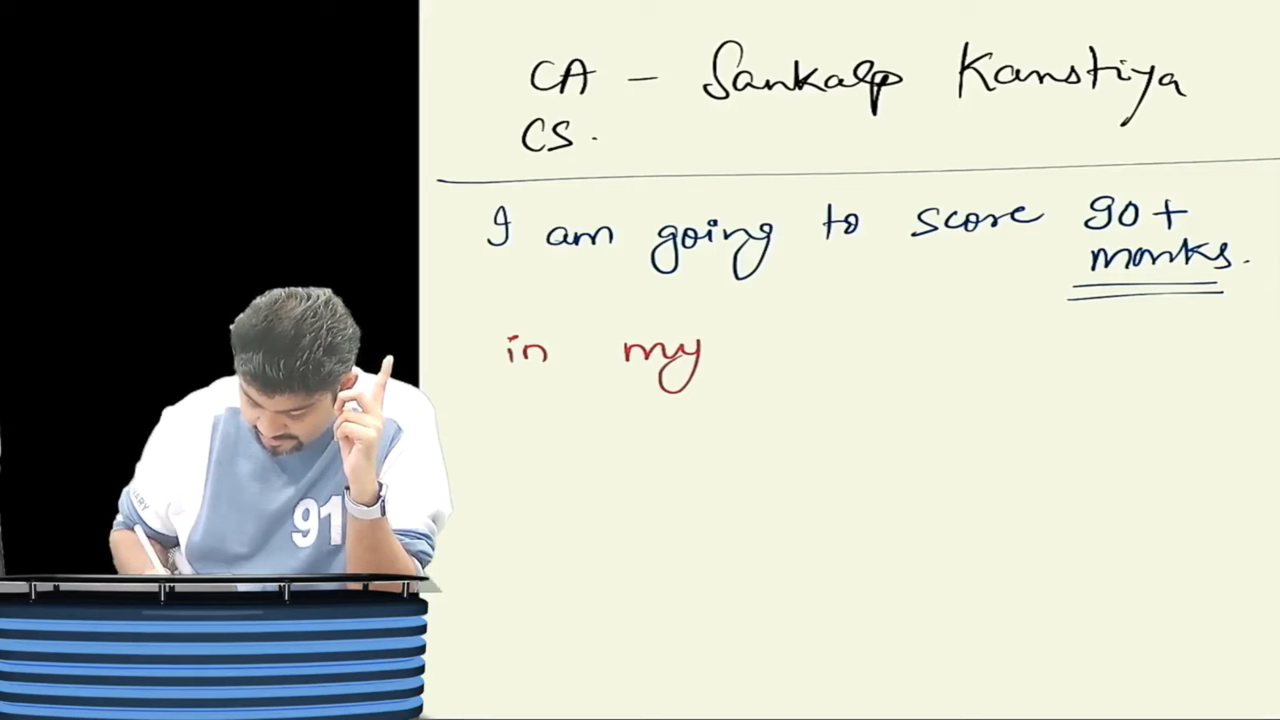 CA - Sankalp Kanstiya
CS.
I am going to score 90+
marks.
in my
91